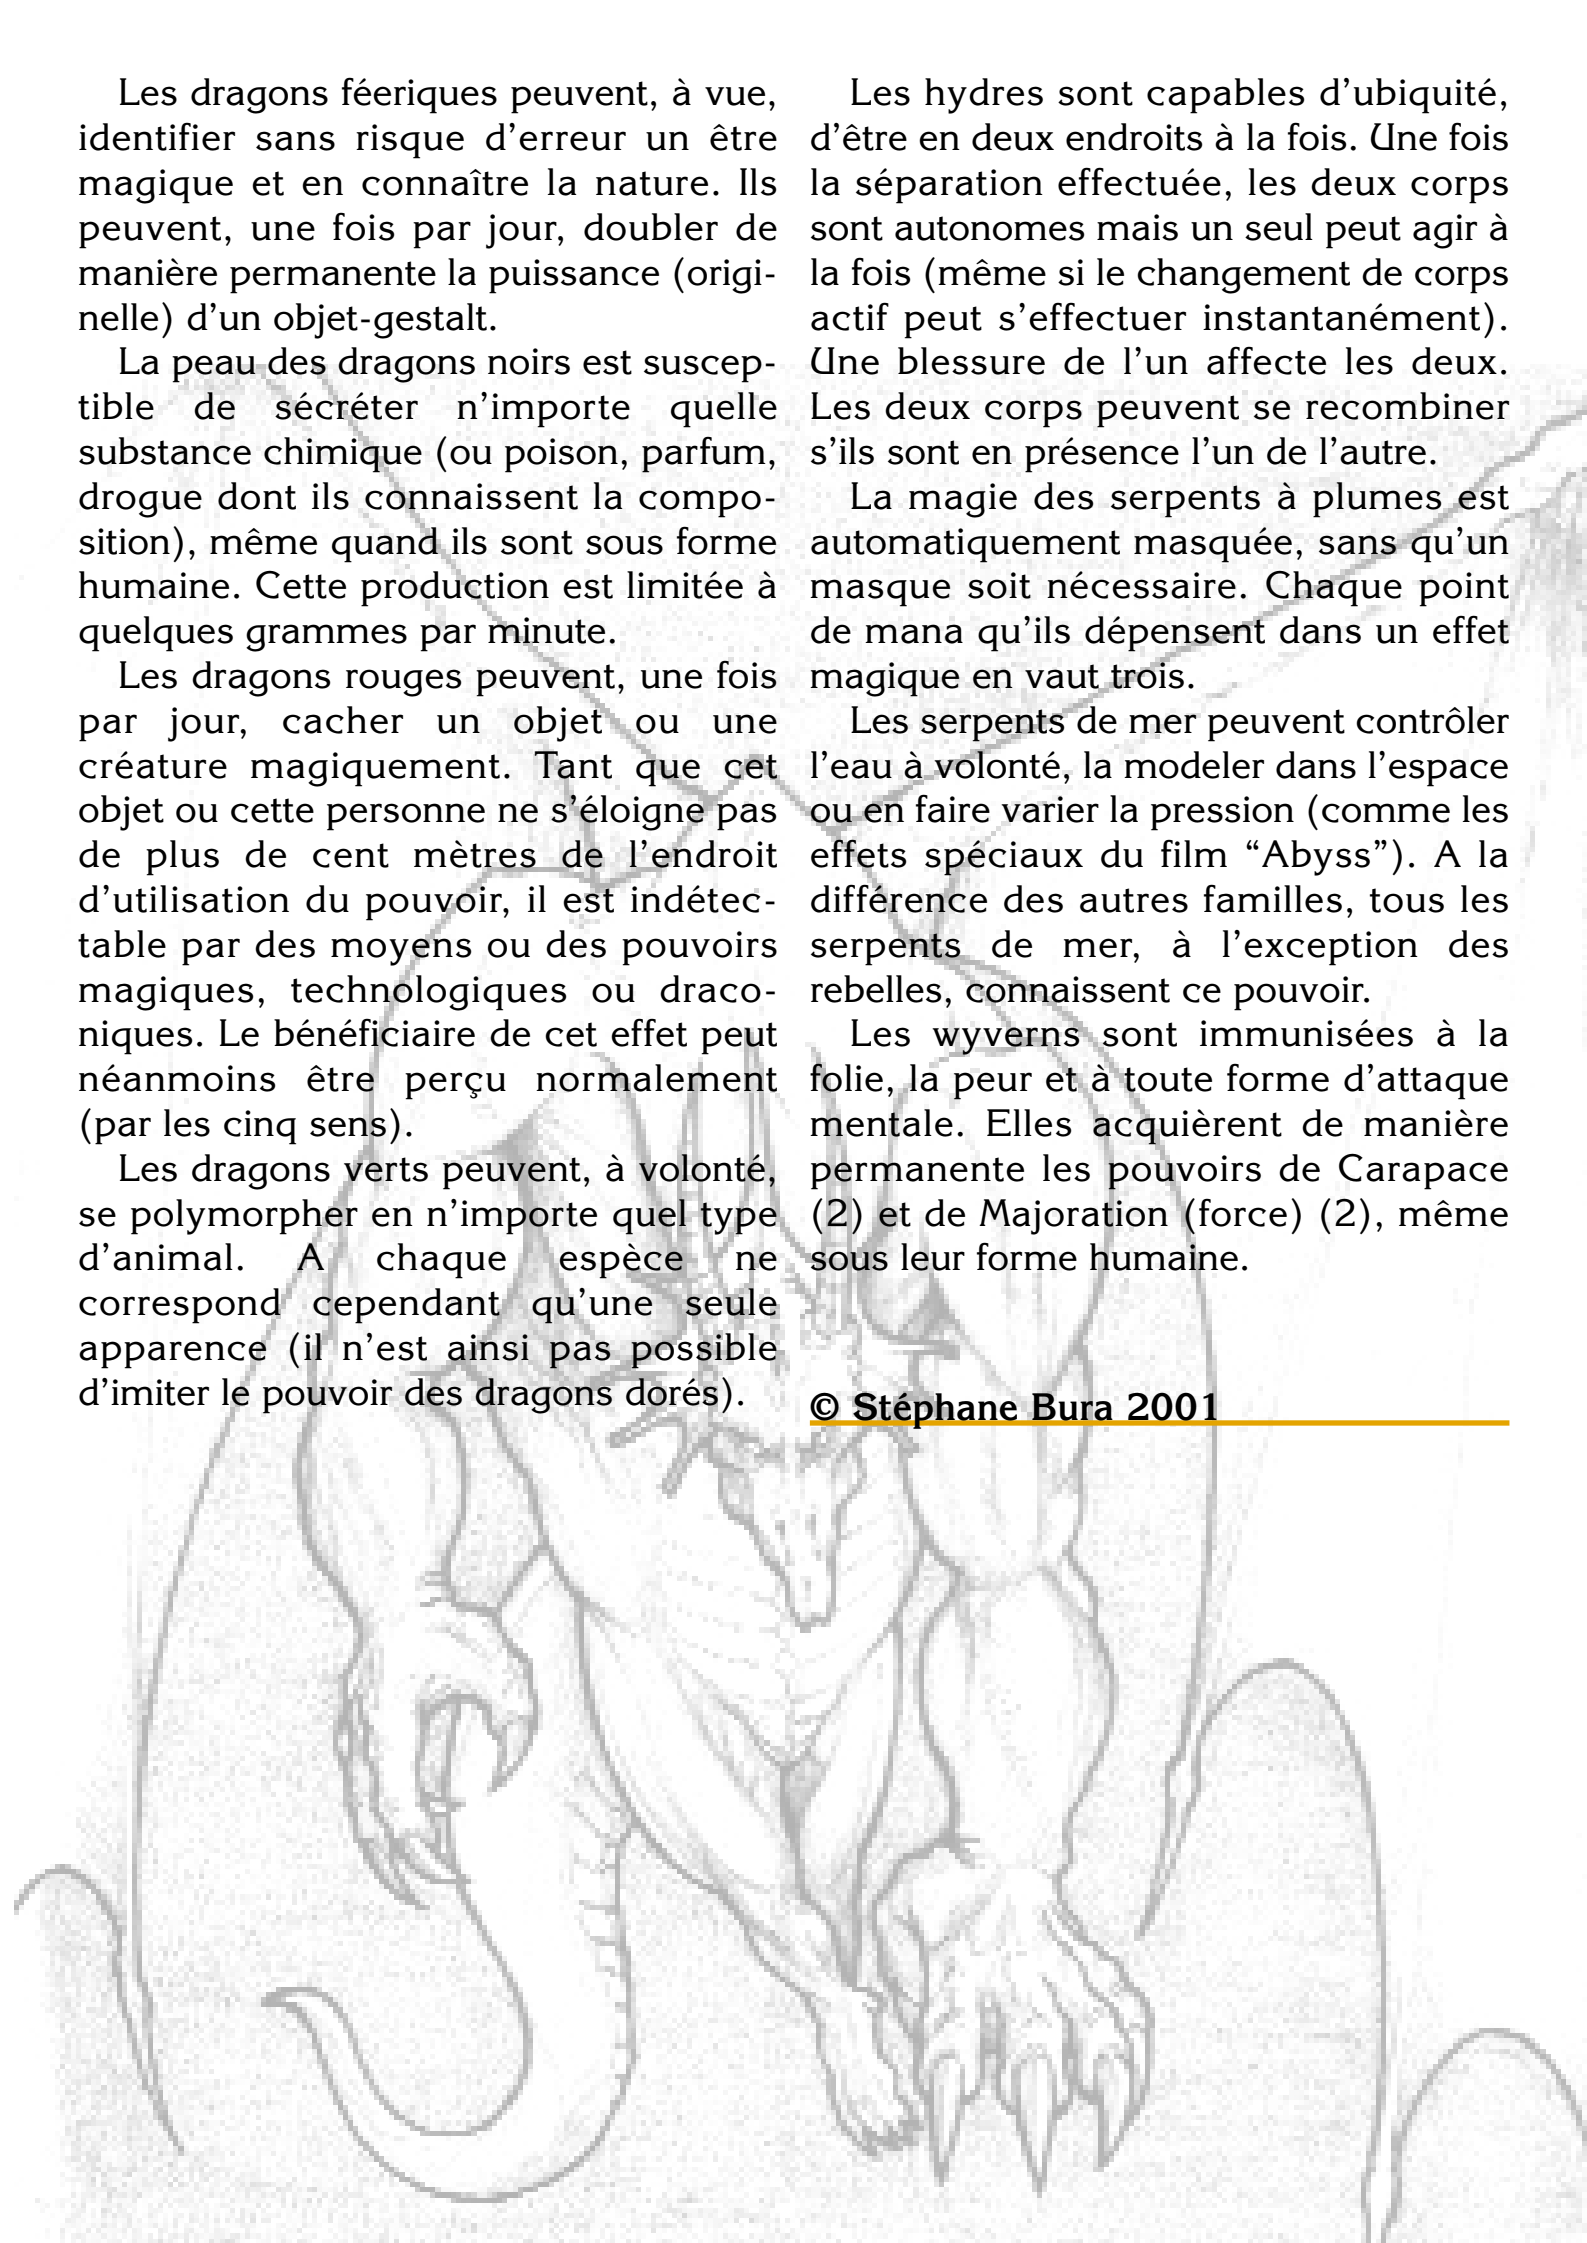 Les dragons féeriques peuvent, à vue,
identifier sans risque d'erreur un être
magique et en connaître la nature. Ils
peuvent, une fois par jour, doubler de
manière permanente la puissance (origi-
nelle) d'un objet-gestalt.
La peau des dragons noirs est suscep-
tible de sécréter n'importe quelle
substance chimique (ou poison, parfum,
drogue dont ils connaissent la compo-
sition), même quand ils sont sous forme
humaine. Cette production est limitée à
quelques grammes par minute.
Les dragons rouges peuvent, une fois
par jour, cacher un objet ou une
créature magiquement. Tant que cet
objet ou cette personne ne s'éloigne pas
de plus de cent mètres de l'endroit
d'utilisation du pouvoir, il est indétec-
table par des moyens ou des pouvoirs
magiques, technologiques ou draco-
niques. Le bénéficiaire de cet effet peut
néanmoins être perçu normalement
(par les cinq sens).
Les dragons verts peuvent, à volonté,
se polymorpher en n'importe quel type
d'animal. A chaque espèce ne
correspond cependant qu'une seule
apparence (il n'est ainsi pas possible
d'imiter le pouvoir des dragons dorés).
Les hydres sont capables d'ubiquité,
d'être en deux endroits à la fois. Une fois
la séparation effectuée, les deux corps
sont autonomes mais un seul peut agir à
la fois (même si le changement de corps
actif peut s'effectuer instantanément).
Une blessure de l'un affecte les deux.
Les deux corps peuvent se recombiner
s'ils sont en présence l'un de l'autre.
La magie des serpents à plumes est
automatiquement masquée, sans qu'un
masque soit nécessaire. Chaque point
de mana qu'ils dépensent dans un effet
magique en vaut trois.
Les serpents de mer peuvent contrôler
l'eau à volonté, la modeler dans l'espace
ou en faire varier la pression (comme les
effets spéciaux du film “Abyss”). A la
différence des autres familles, tous les
serpents de mer, à l'exception des
rebelles, connaissent ce pouvoir.
Les wyverns sont immunisées à la
folie, la peur et à toute forme d'attaque
mentale. Elles acquièrent de manière
permanente les pouvoirs de Carapace
(2) et de Majoration (force) (2), même
sous leur forme humaine.
© Stéphane Bura 2001